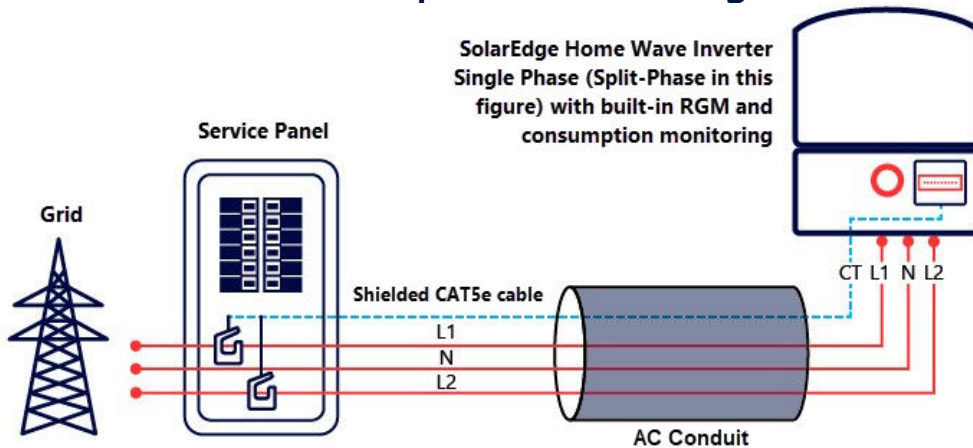 SolarEdge Home Wave Inverter
Single Phase (Split-Phase in this
figure) with built-in RGM and
consumption monitoring
Service Panel
Grid
CT L1 N L2
Shielded CAT5e cable
L1
N
L2
AC Conduit